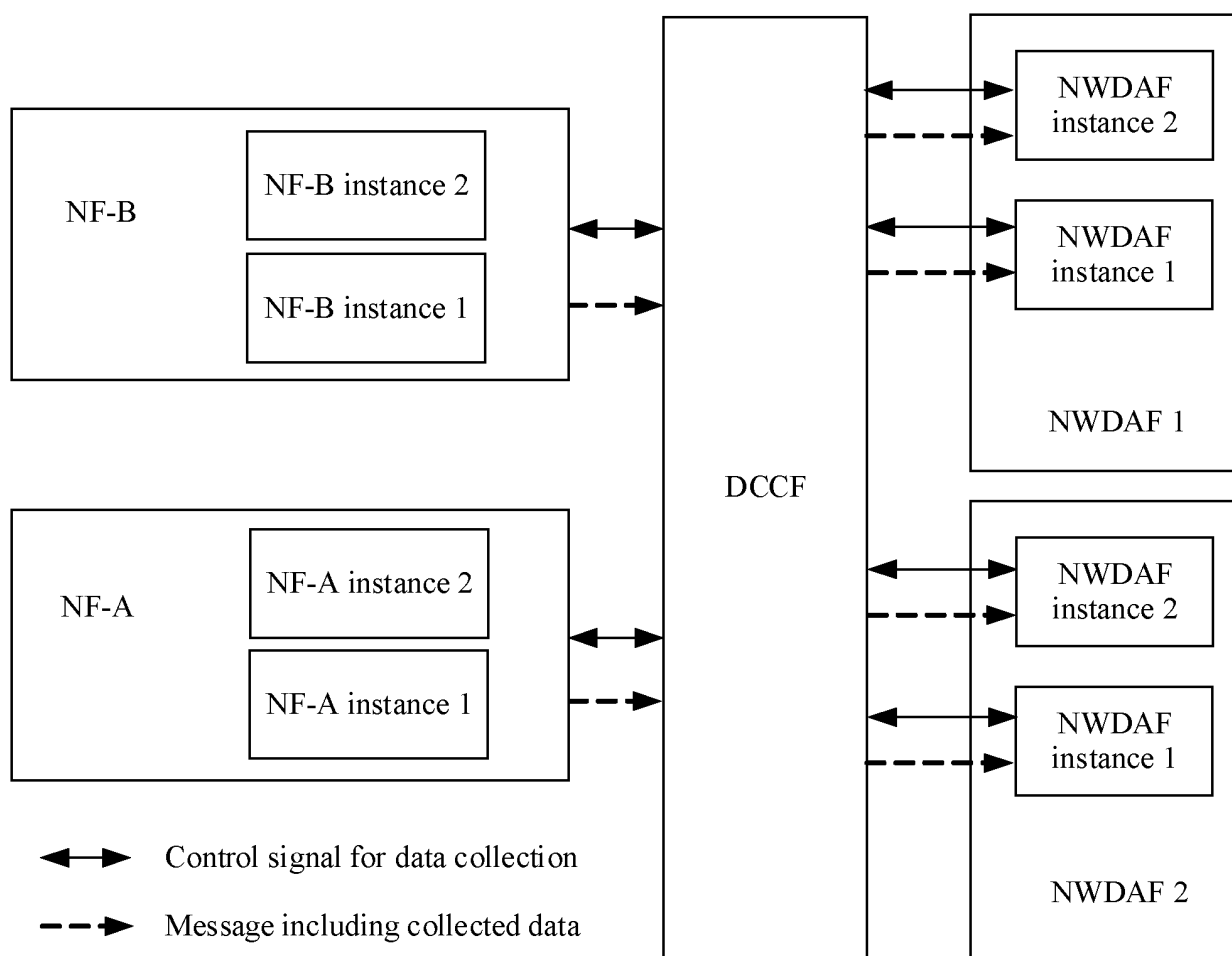 NF-B
NF-B instance 2
NF-B instance 1
NF-A
NF-A instance 2
NF-A instance 1
DCCF
NWDAF
instance 2
NWDAF
instance 1
NWDAF 1
NWDAF
instance 2
NWDAF
instance 1
NWDAF 2
Control signal for data collection
Message including collected data